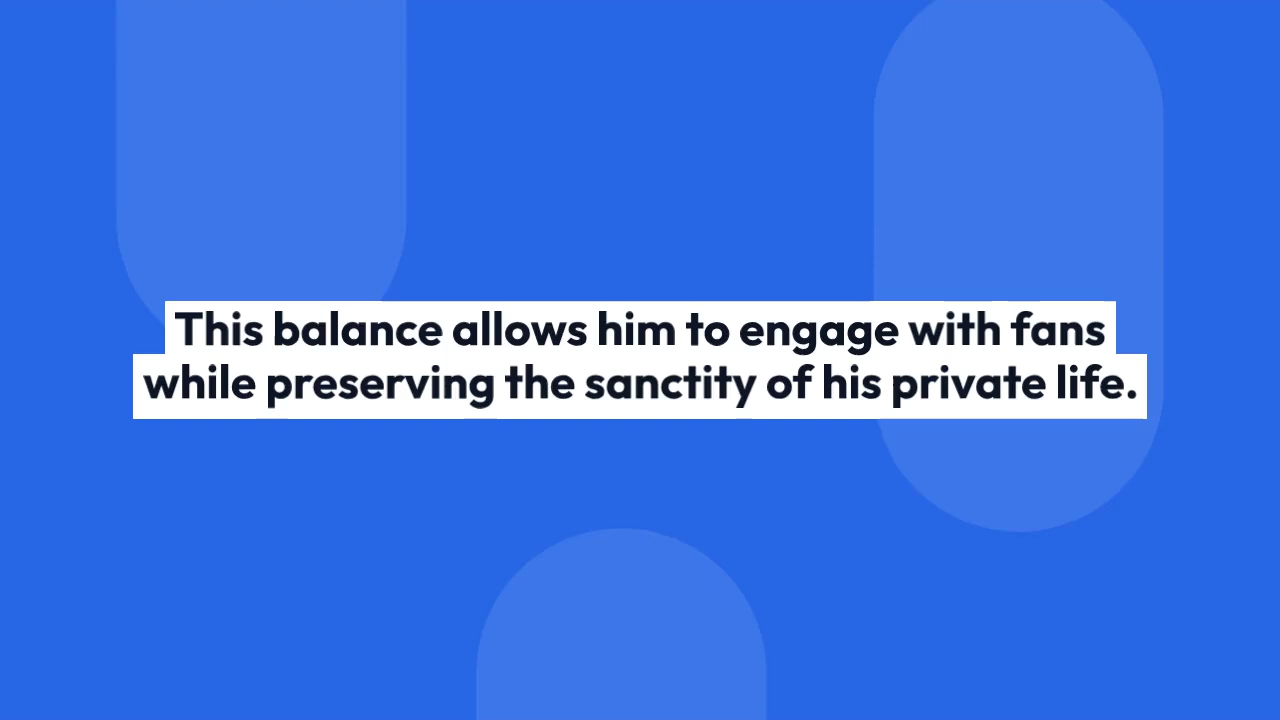 This balance allows him to engage with fans
while preserving the sanctity of his private life.